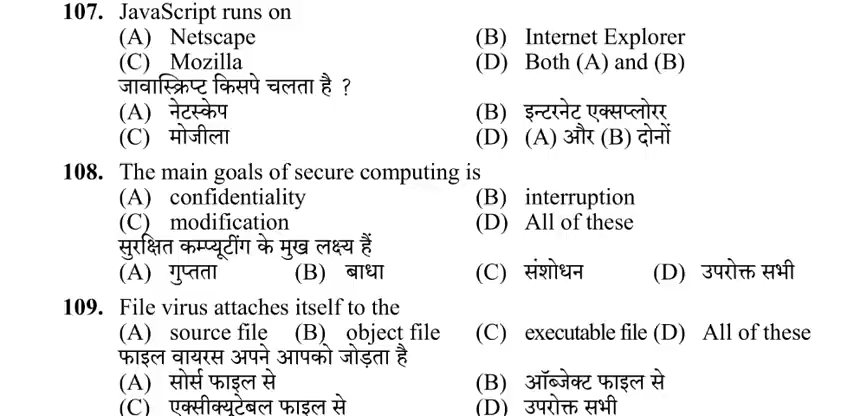 107. JavaScript runs on
(A) Netscape (B) Internet Explorer
(C) Mozilla (D) Both (A) and (B)
जावास्क्रिप्ट किसपे चलता है ?
(A) नेटस्केप (B) इन्टरनेट एक्सप्लोरर
(C) मोजीला (D) (A) और (B) दोनों
108. The main goals of secure computing is
(A) confidentiality (B) interruption
(C) modification (D) All of these
सुरक्षित कम्प्यूटींग के मुख लक्ष्य हैं
(A) गुप्तता (B) बाधा (C) संशोधन (D) उपरोक्त सभी
109. File virus attaches itself to the
(A) source file (B) object file (C) executable file (D) All of these
फाइल वायरस अपने आपको जोड़ता है
(A) सोर्स फाइल से (B) ऑब्जेक्ट फाइल से
(C) एक्सीक्यूटेबल फाइल से (D) उपरोक्त सभी